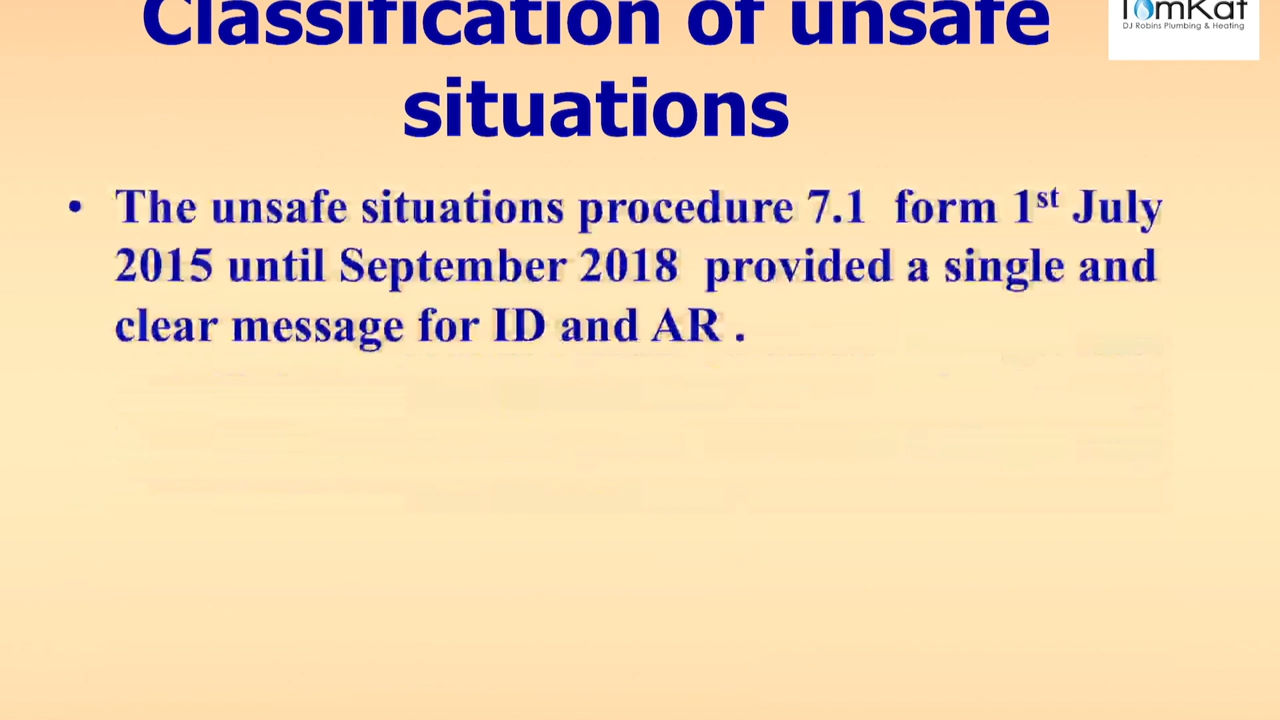 Classification of unsafe
situations
TomKat
DJ Robins Plumbing & Heating
• The unsafe situations procedure 7.1 form 1st July
2015 until September 2018 provided a single and
clear message for ID and AR .